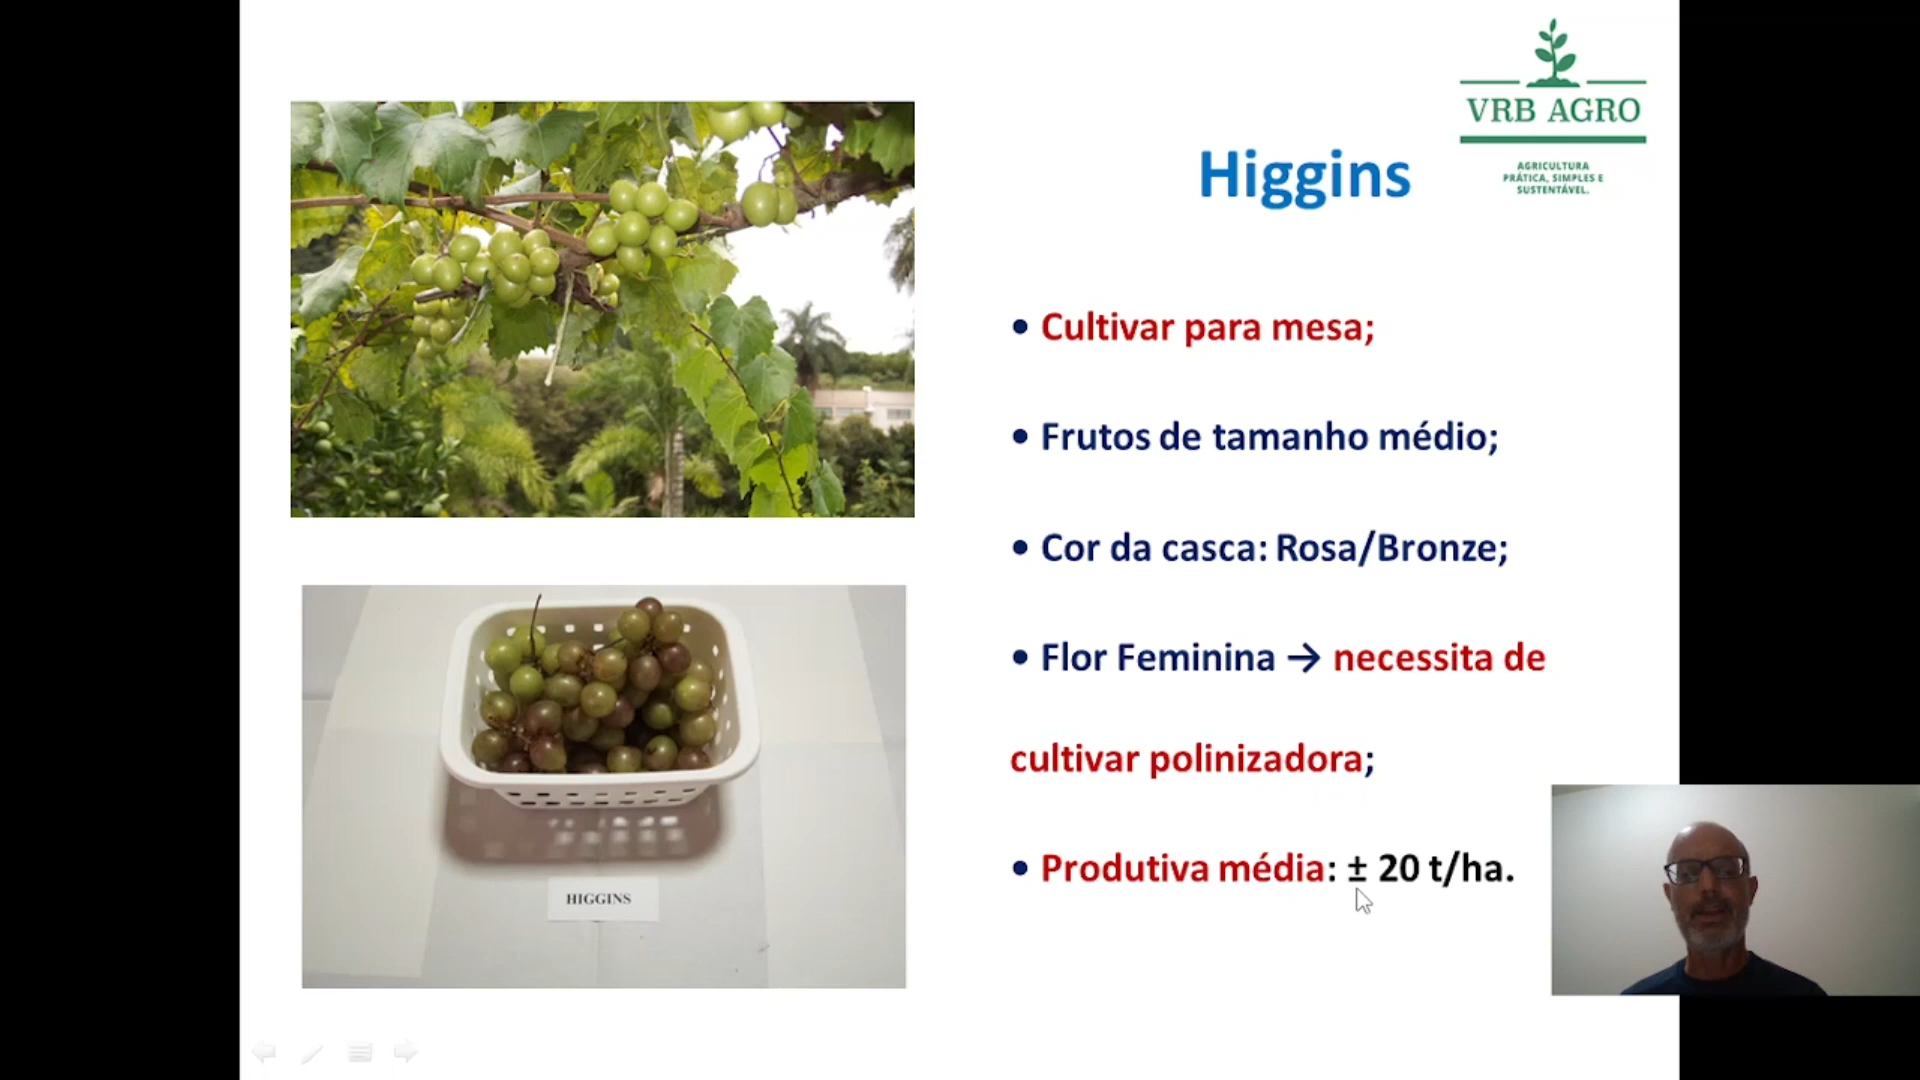 VRB AGRO
AGRICULTURA
PRÁTICA, SIMPLES E
SUSTENTÁVEL.
Higgins
• Cultivar para mesa;
• Frutos de tamanho médio;
• Cor da casca: Rosa/Bronze;
• Flor Feminina → necessita de
cultivar polinizadora;
• Produtiva média: ± 20 t/ha.
HIGGINS